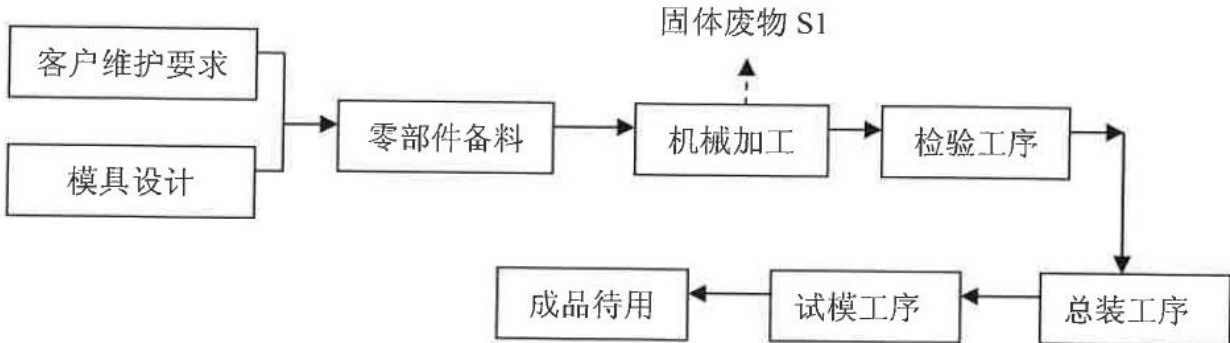 固体废物 S1
客户维护要求
模具设计
零部件备料
机械加工
检验工序
总装工序
试模工序
成品待用